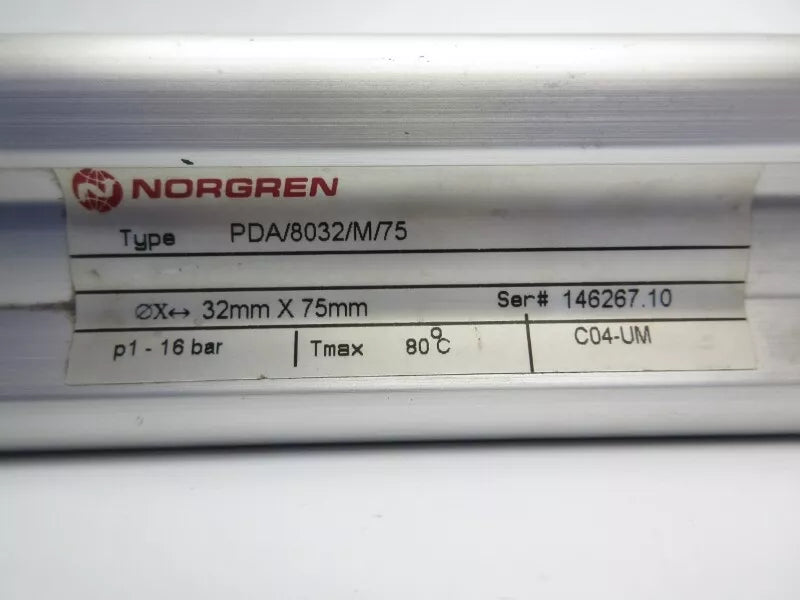 NORGREN
Type PDA/8032/M/75
∅X↔ 32mm X 75mm Ser# 146267.10
p1 - 16 bar Tmax 80°C C04-UM